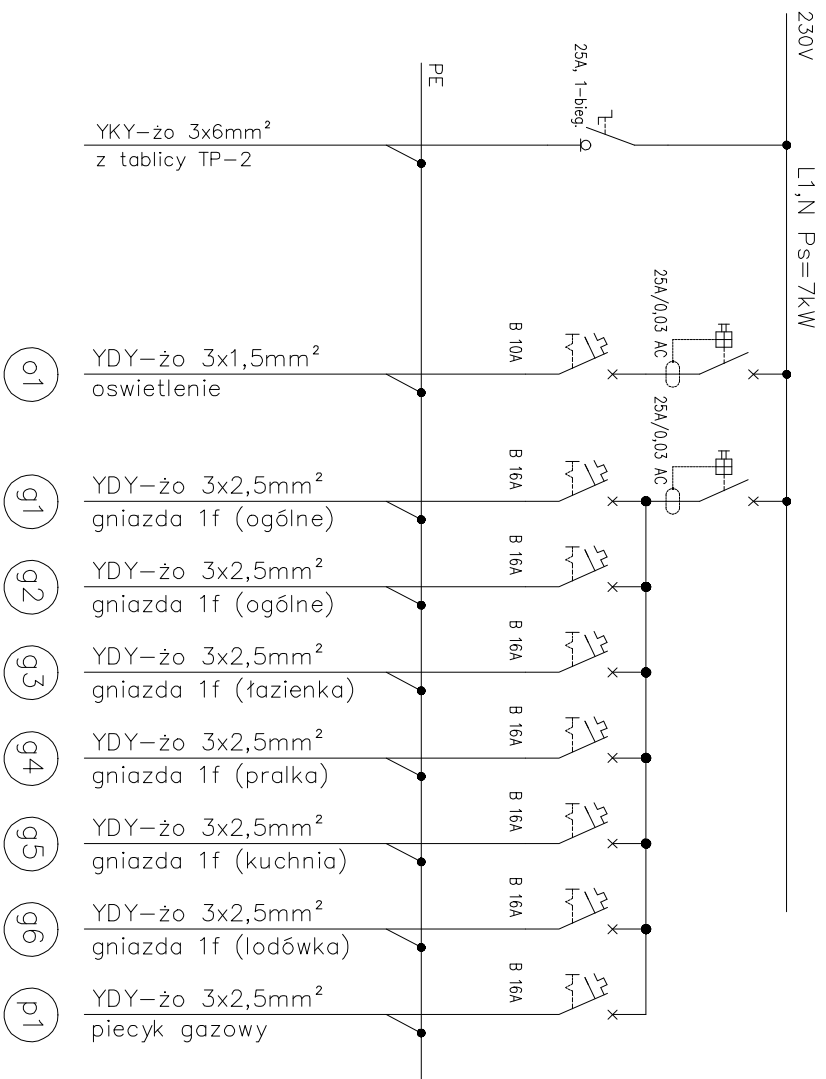 230V
L1,N Ps=7kW
PE
25A, 1-bieg.
YKY-żo 3x6mm²
z tablicy TP-2
25A/0,03 AC
B 10A
YDY-żo 3x1,5mm²
oswietlenie
o1
25A/0,03 AC
B 16A
YDY-żo 3x2,5mm²
gniazda 1f (ogólne)
g1
B 16A
YDY-żo 3x2,5mm²
gniazda 1f (ogólne)
g2
B 16A
YDY-żo 3x2,5mm²
gniazda 1f (łazienka)
g3
B 16A
YDY-żo 3x2,5mm²
gniazda 1f (pralka)
g4
B 16A
YDY-żo 3x2,5mm²
gniazda 1f (kuchnia)
g5
B 16A
YDY-żo 3x2,5mm²
gniazda 1f (lodówka)
g6
B 16A
YDY-żo 3x2,5mm²
piecyk gazowy
p1